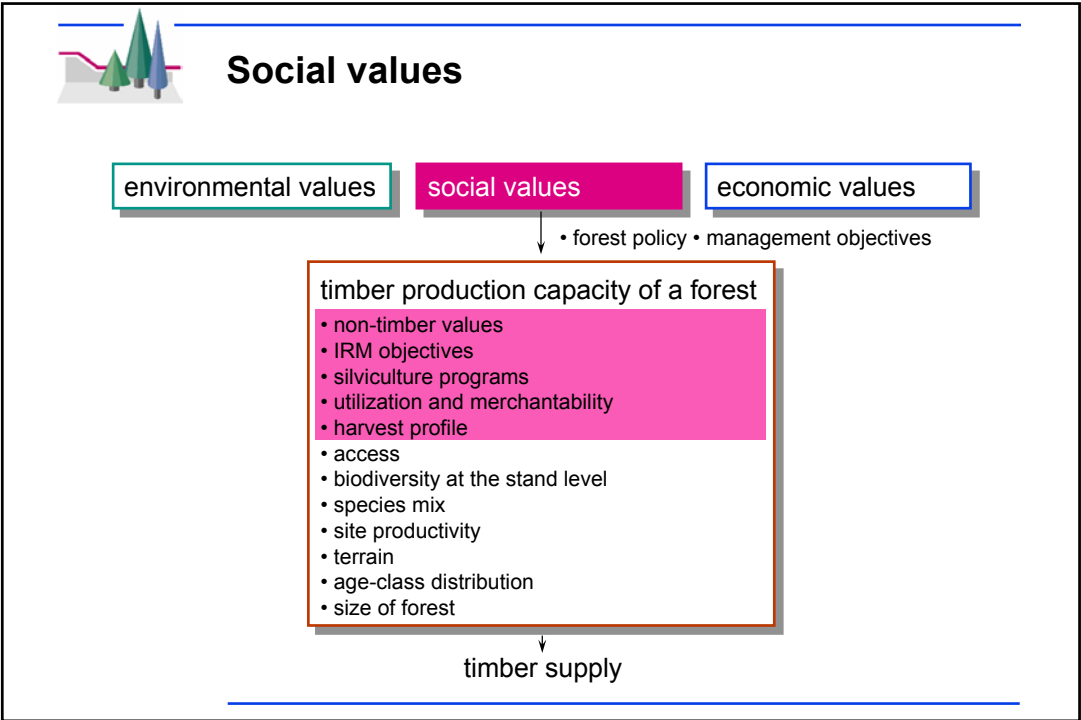 Social values
environmental values
social values
economic values
• forest policy • management objectives
timber production capacity of a forest
• non-timber values
• IRM objectives
• silviculture programs
• utilization and merchantability
• harvest profile
• access
• biodiversity at the stand level
• species mix
• site productivity
• terrain
• age-class distribution
• size of forest
timber supply